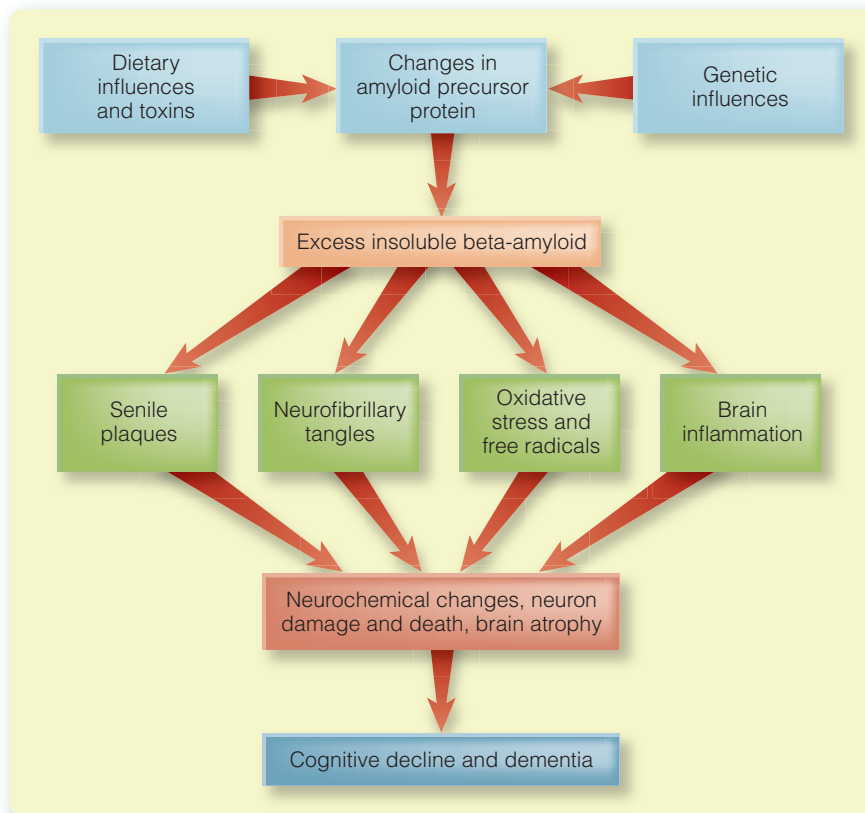 Dietary
influences
and toxins
Changes in
amyloid precursor
protein
Genetic
influences
Excess insoluble beta-amyloid
Senile
plaques
Neurofibrillary
tangles
Oxidative
stress and
free radicals
Brain
inflammation
Neurochemical changes, neuron
damage and death, brain atrophy
Cognitive decline and dementia